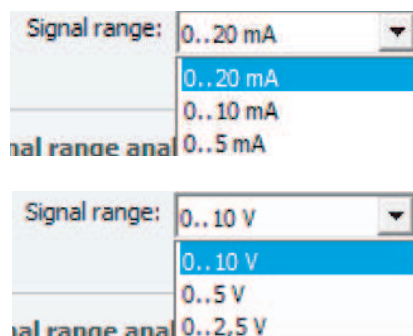 Signal range: 0..20 mA
0..20 mA
0..10 mA
nal range anal 0..5 mA
Signal range: 0..10 V
0..10 V
0..5 V
nal range anal 0..2,5 V